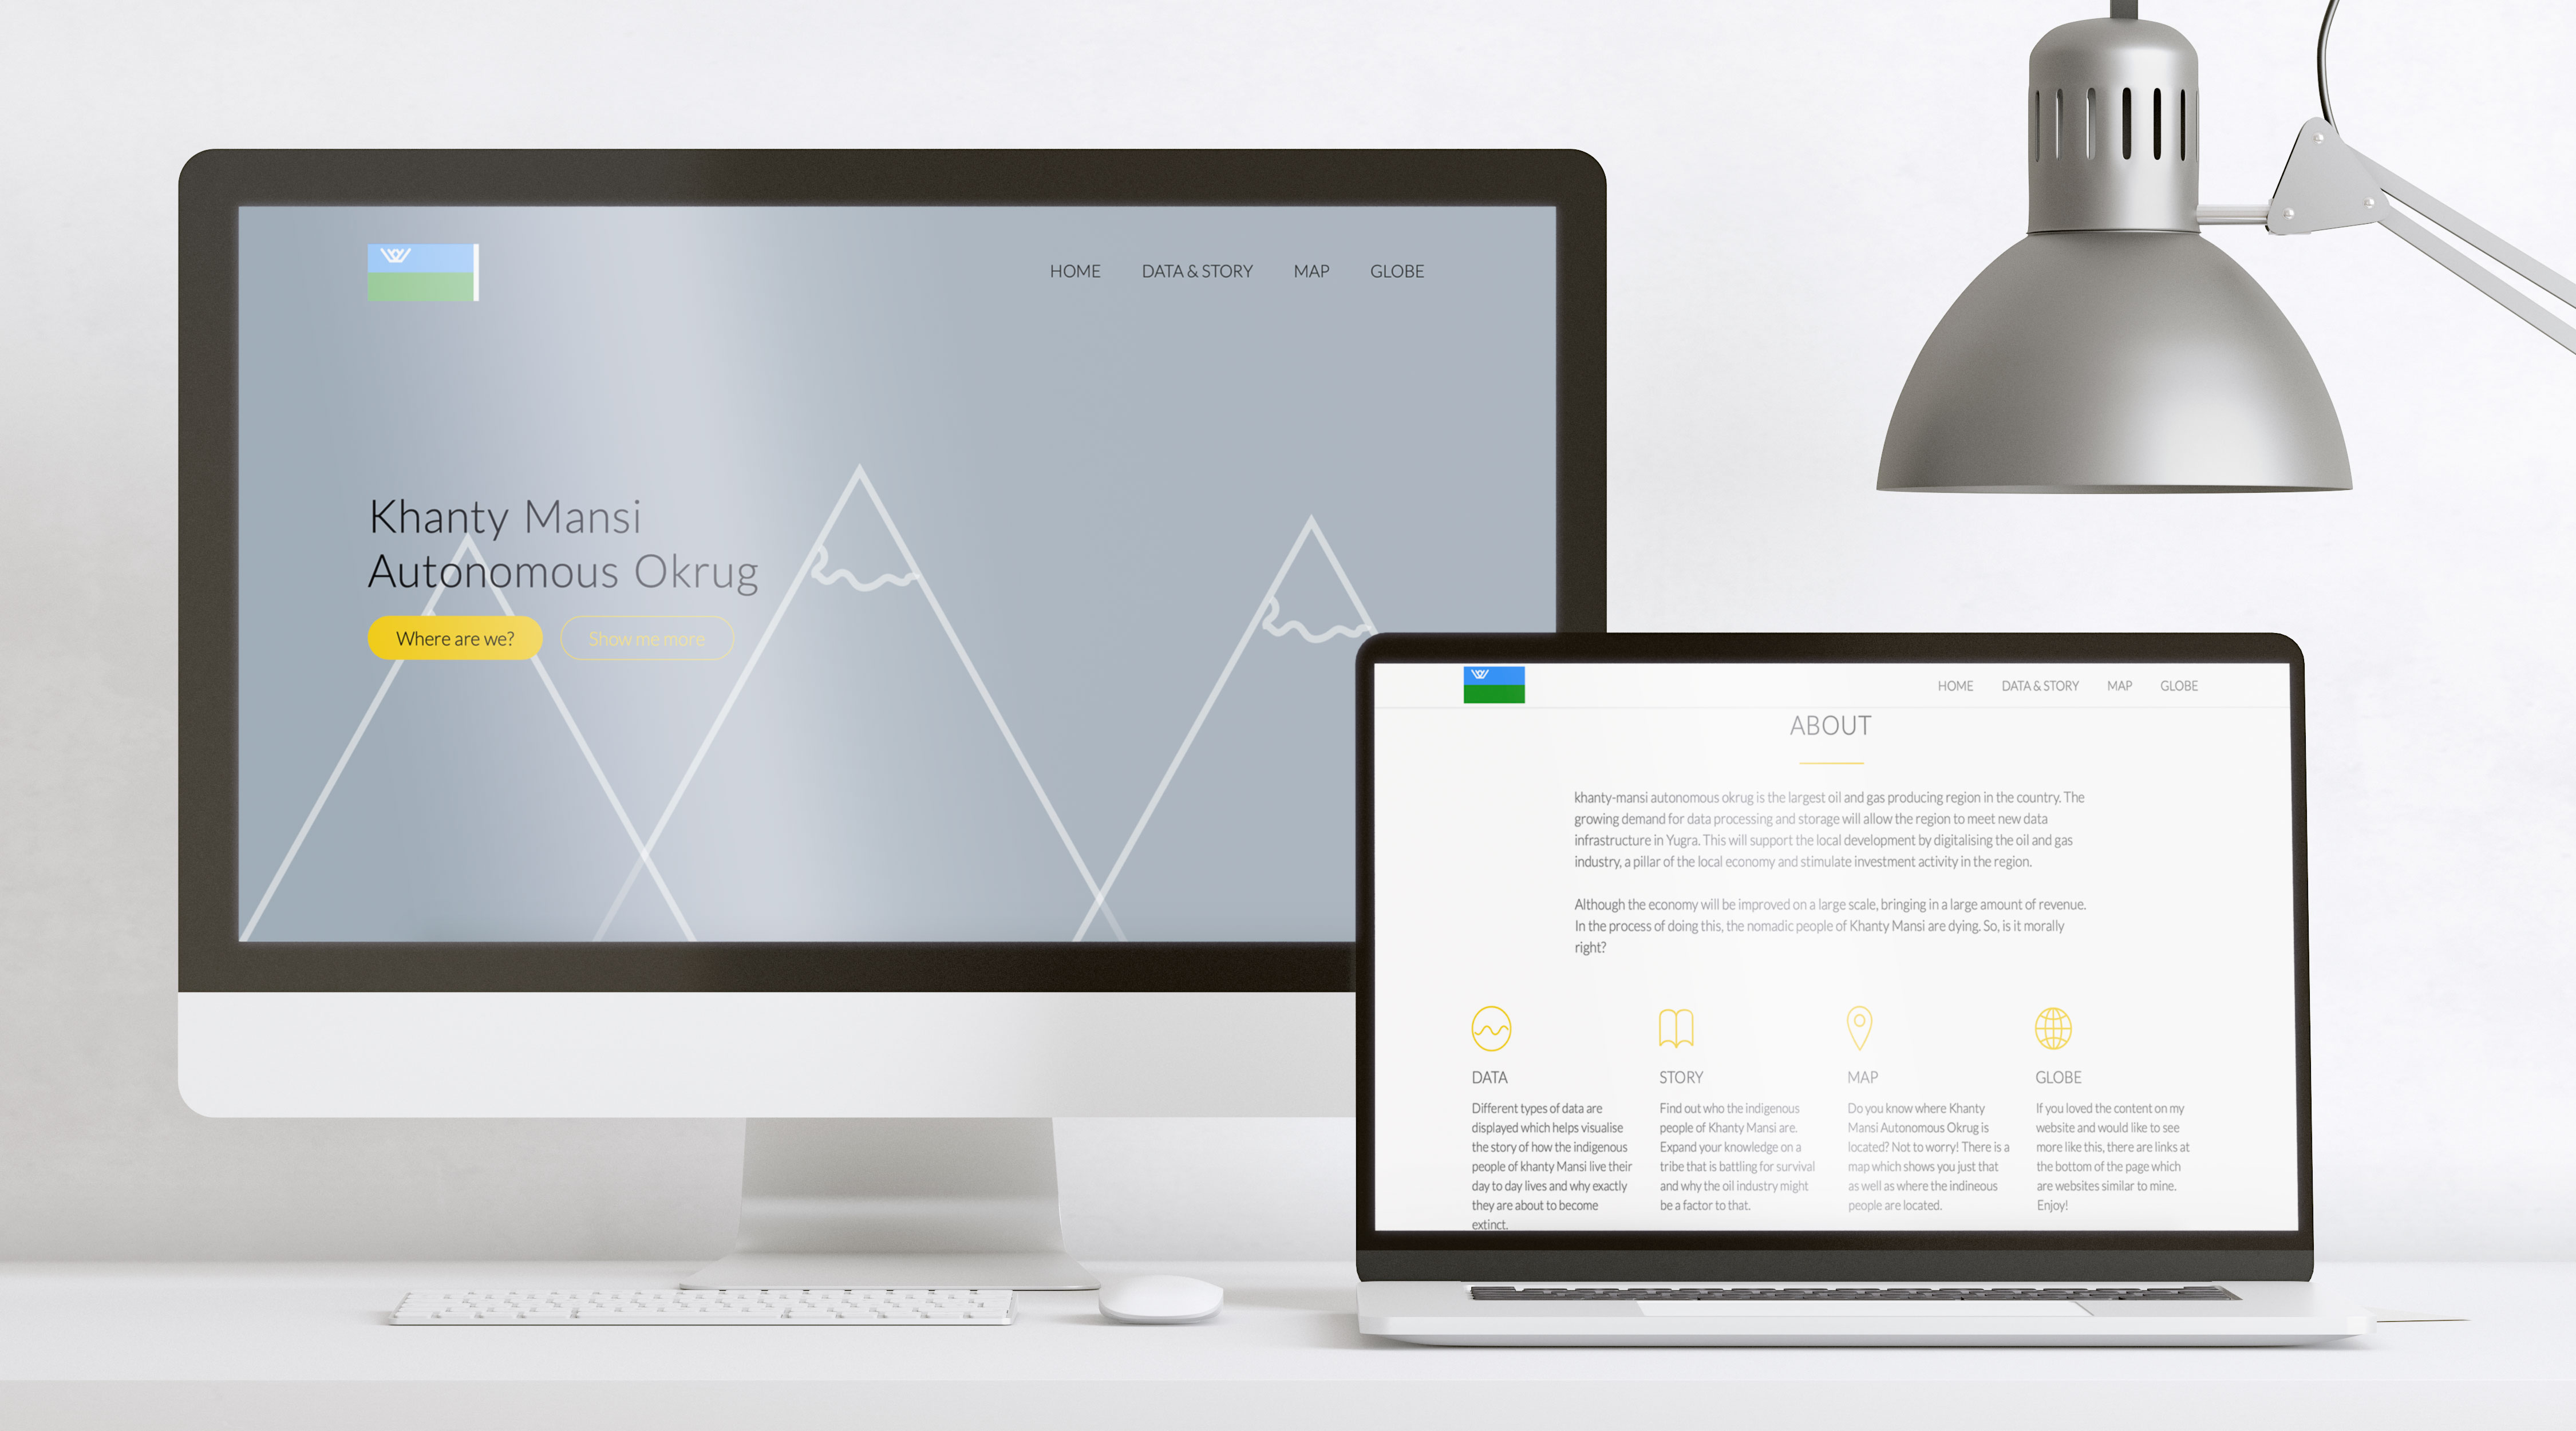 HOME DATA & STORY MAP GLOBE
Khanty Mansi
Autonomous Okrug
Where are we? Show me more
HOME DATA & STORY MAP GLOBE
ABOUT
khanty-mansi autonomous okrug is the largest oil and gas producing region in the country. The
growing demand for data processing and storage will allow the region to meet new data
infrastructure in Yugra. This will support the local development by digitalising the oil and gas
industry, a pillar of the local economy and stimulate investment activity in the region.
Although the economy will be improved on a large scale, bringing in a large amount of revenue.
In the process of doing this, the nomadic people of Khanty Mansi are dying. So, is it morally
right?
DATA
Different types of data are
displayed which helps visualise
the story of how the indigenous
people of khanty Mansi live their
day to day lives and why exactly
they are about to become
extinct.
STORY
Find out who the indigenous
people of Khanty Mansi are.
Expand your knowledge on a
tribe that is battling for survival
and why the oil industry might
be a factor to that.
MAP
Do you know where Khanty
Mansi Autonomous Okrug is
located? Not to worry! There is a
map which shows you just that
as well as where the indineous
people are located.
GLOBE
If you loved the content on my
website and would like to see
more like this, there are links at
the bottom of the page which
are websites similar to mine.
Enjoy!